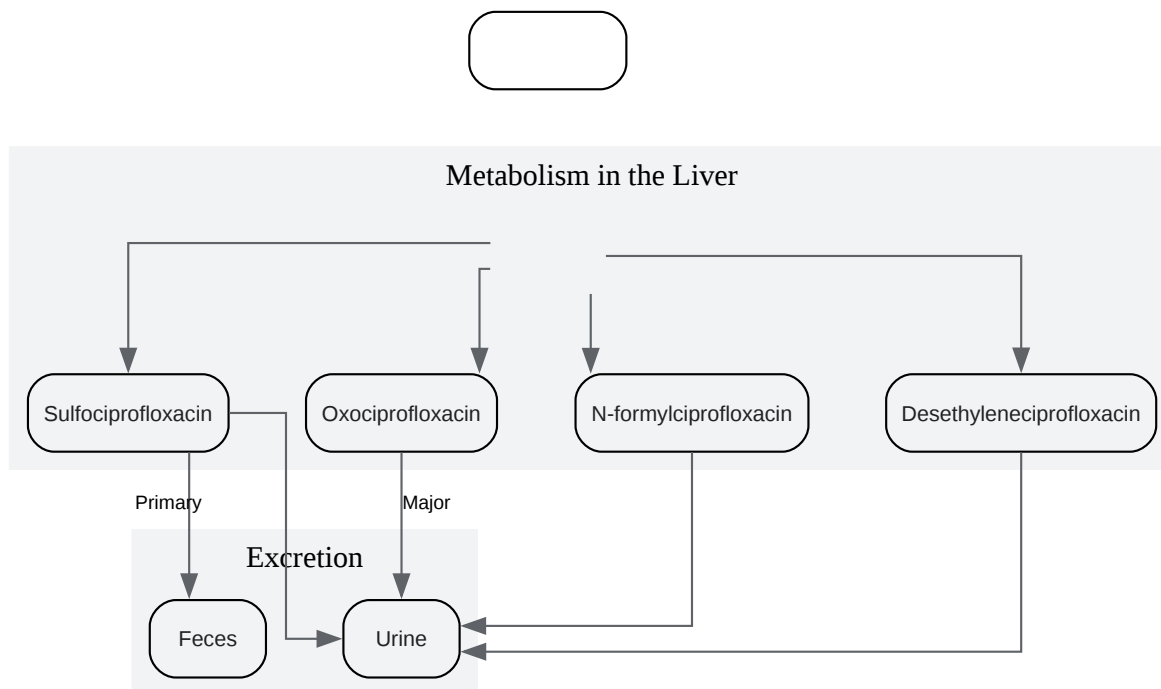 Metabolism in the Liver
Sulfociprofloxacin
Oxociprofloxacin
N-formylciprofloxacin
Desethyleneciprofloxacin
Primary
Major
Excretion
Feces
Urine